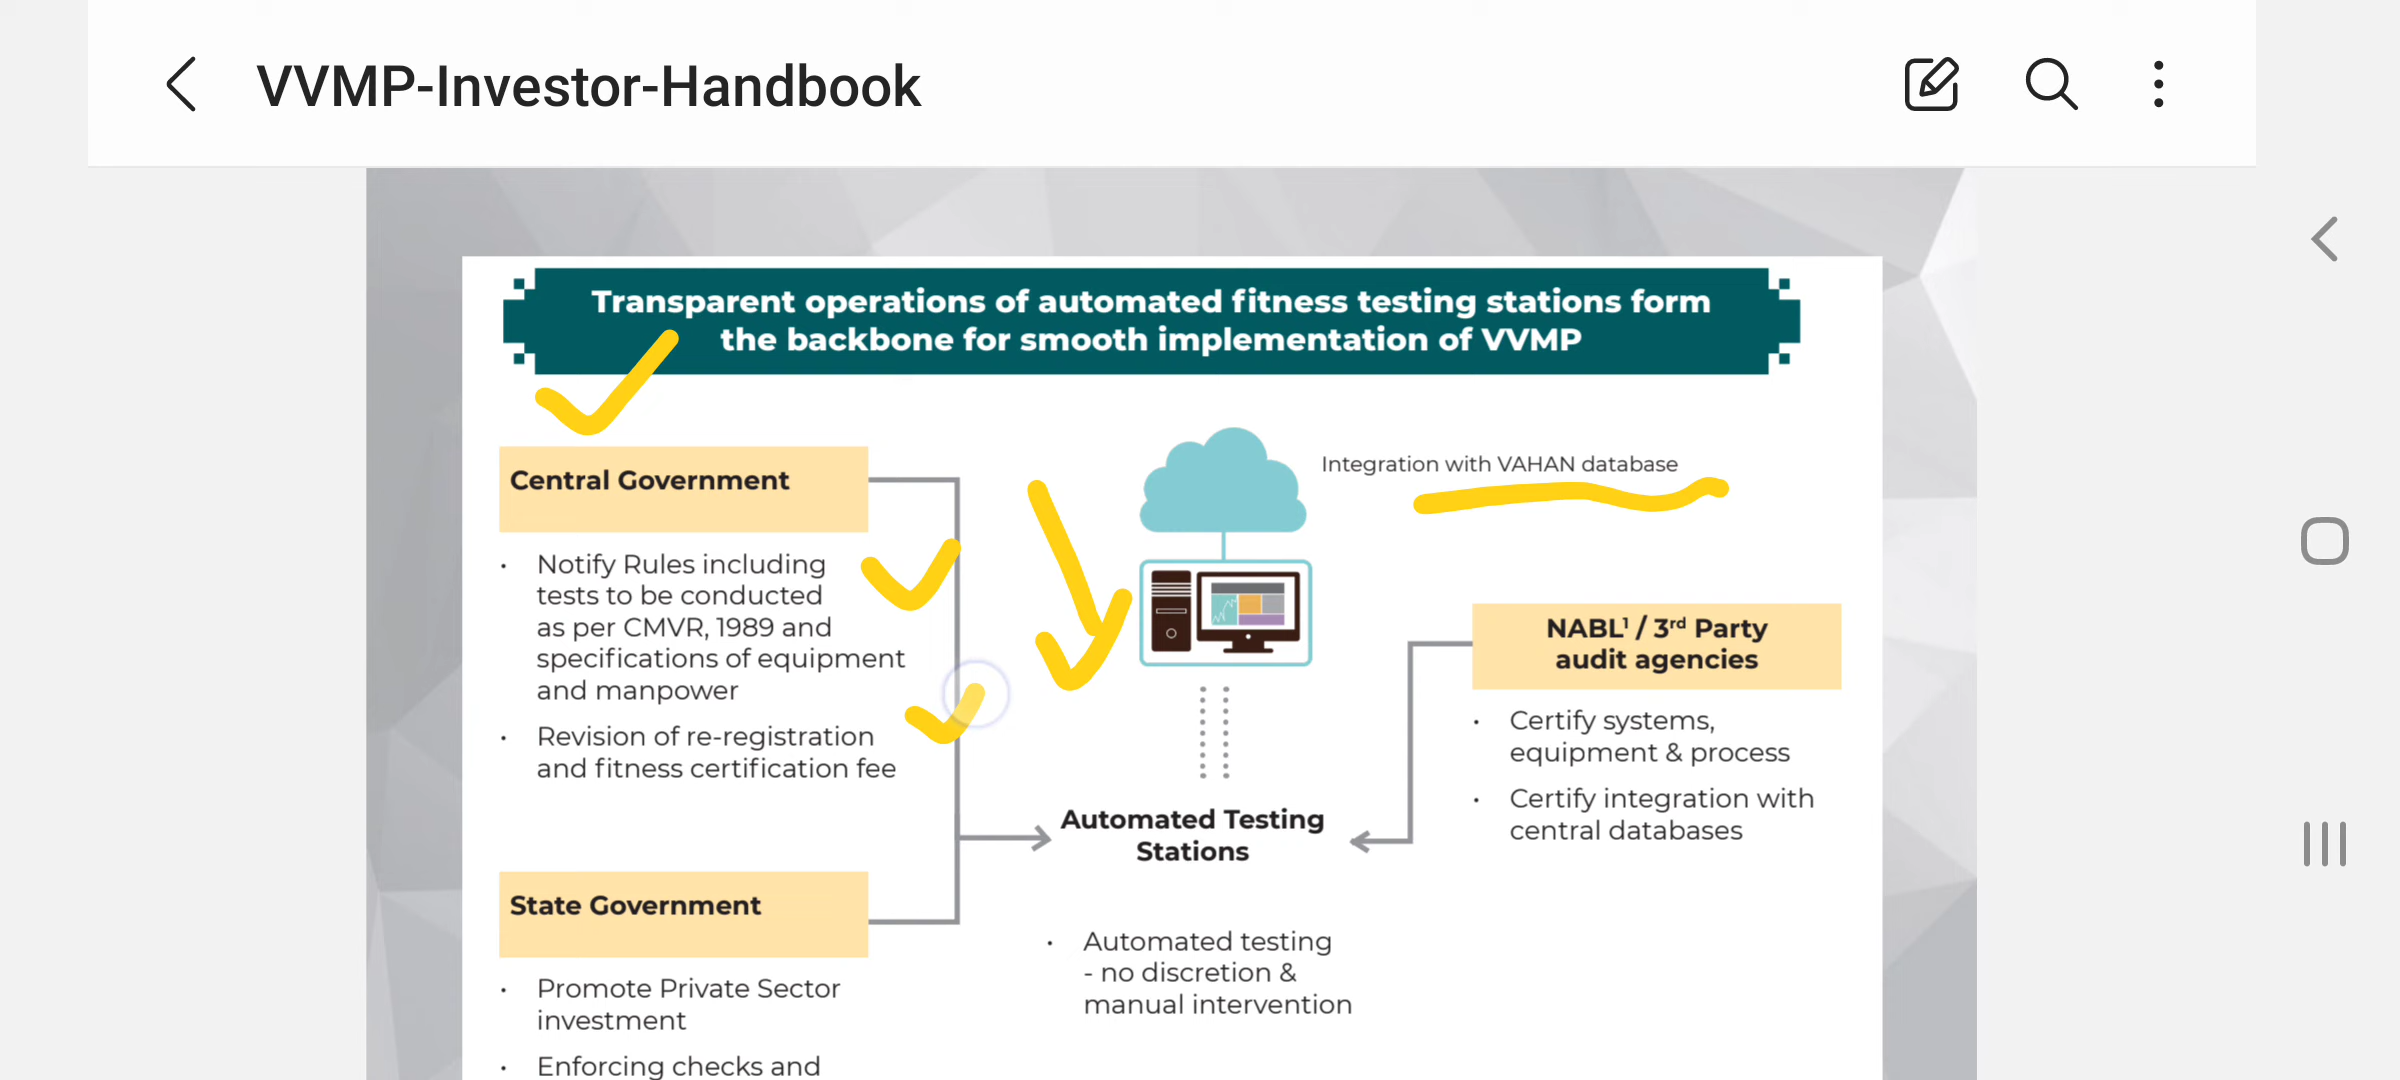 VVMP-Investor-Handbook
Transparent operations of automated fitness testing stations form
the backbone for smooth implementation of VVMP
Central Government
• Notify Rules including
tests to be conducted
as per CMVR, 1989 and
specifications of equipment
and manpower
• Revision of re-registration
and fitness certification fee
State Government
• Promote Private Sector
investment
• Enforcing checks and
Integration with VAHAN database
Automated Testing
Stations
• Automated testing
- no discretion &
manual intervention
NABL¹ / 3ʳᵈ Party
audit agencies
• Certify systems,
equipment & process
• Certify integration with
central databases